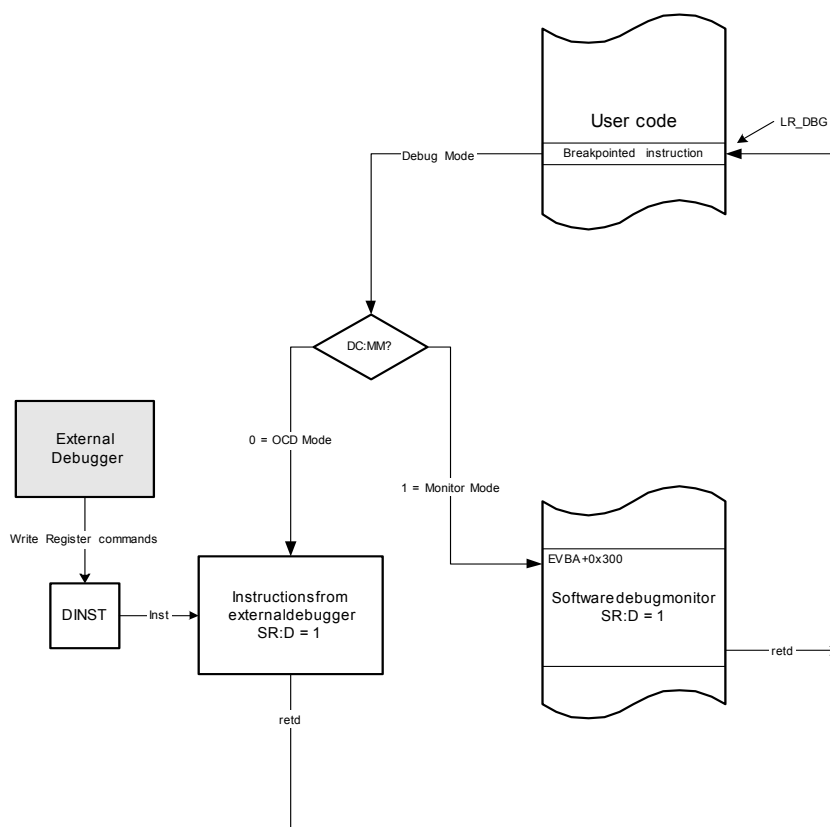 User code
LR_DBG
Breakpointed instruction
Debug Mode
DC:MM?
External
Debugger
0 = OCD Mode
1 = Monitor Mode
Write Register commands
EVBA+0x300
Instructionsfrom
externaldebugger
SR:D = 1
Softwaredebugmonitor
SR:D = 1
DINST
Inst
retd
retd